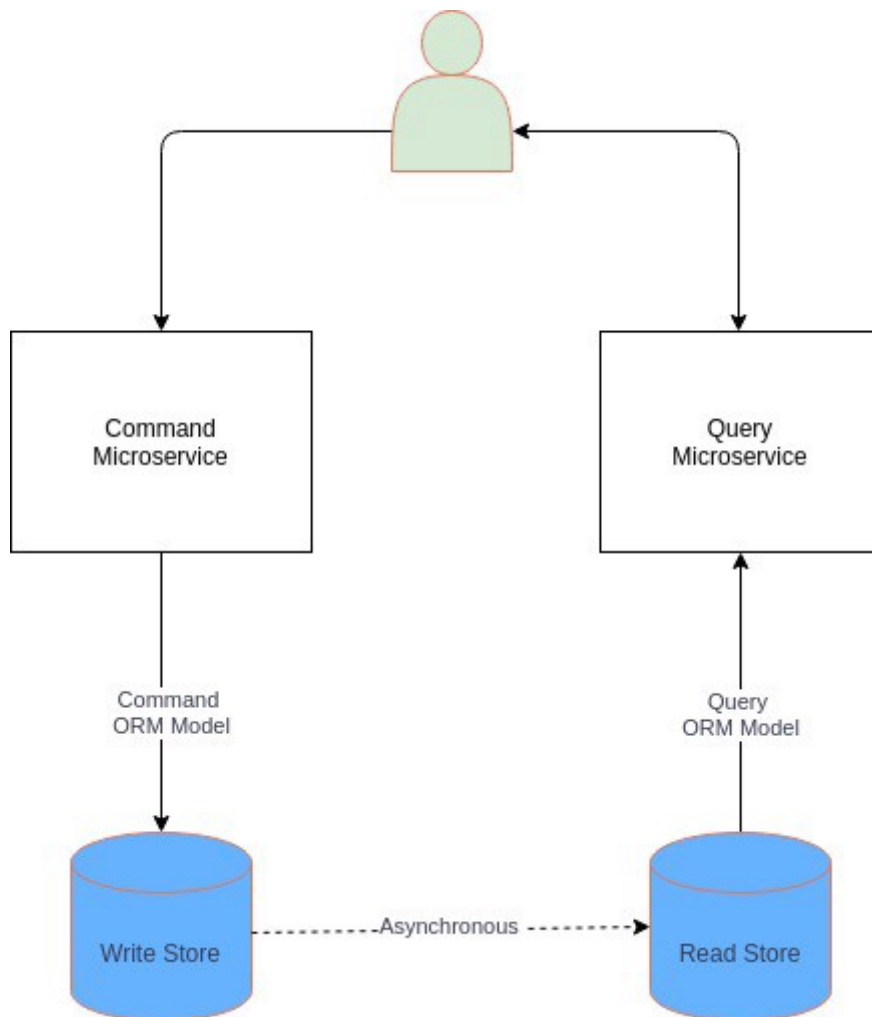 Command
Microservice
Query
Microservice
Command
ORM Model
Query
ORM Model
Write Store
Asynchronous
Read Store